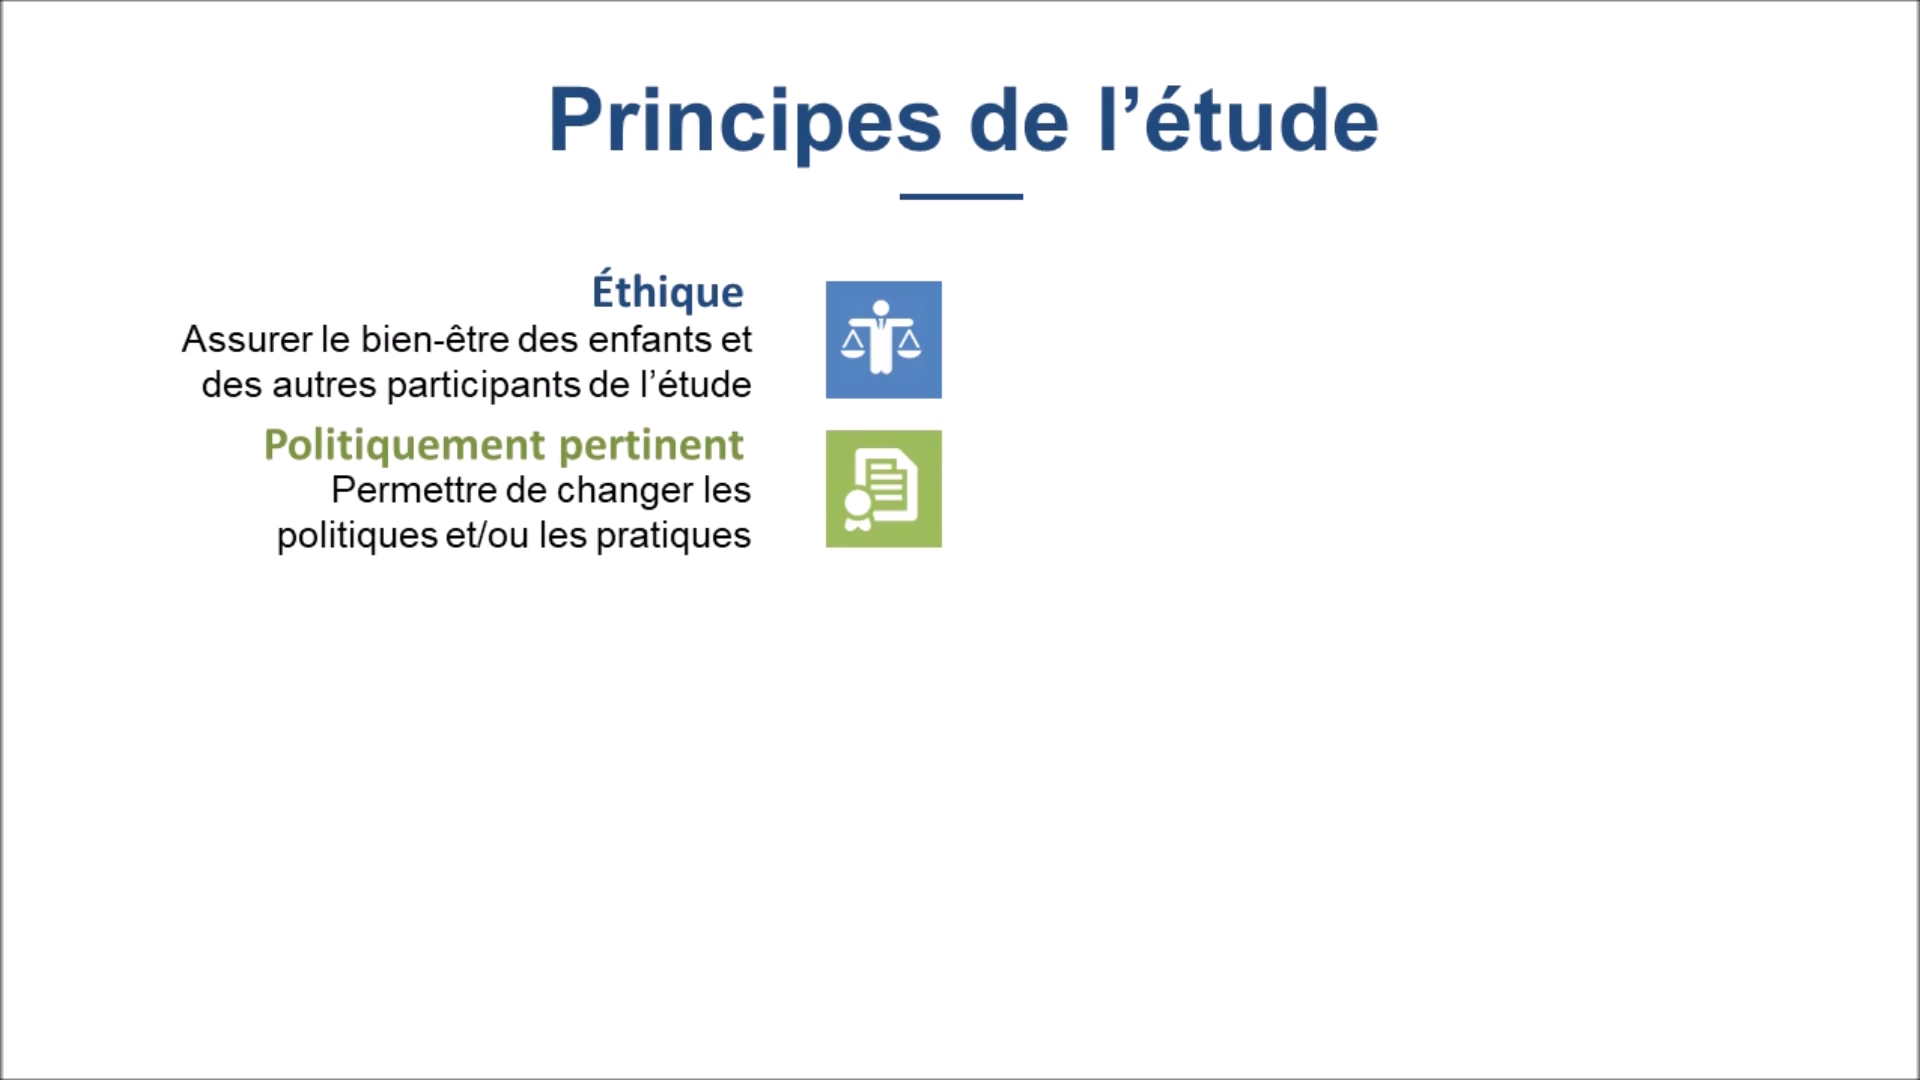 Principes de l’étude
Éthique
Assurer le bien-être des enfants et
des autres participants de l’étude
Politiquement pertinent
Permettre de changer les
politiques et/ou les pratiques